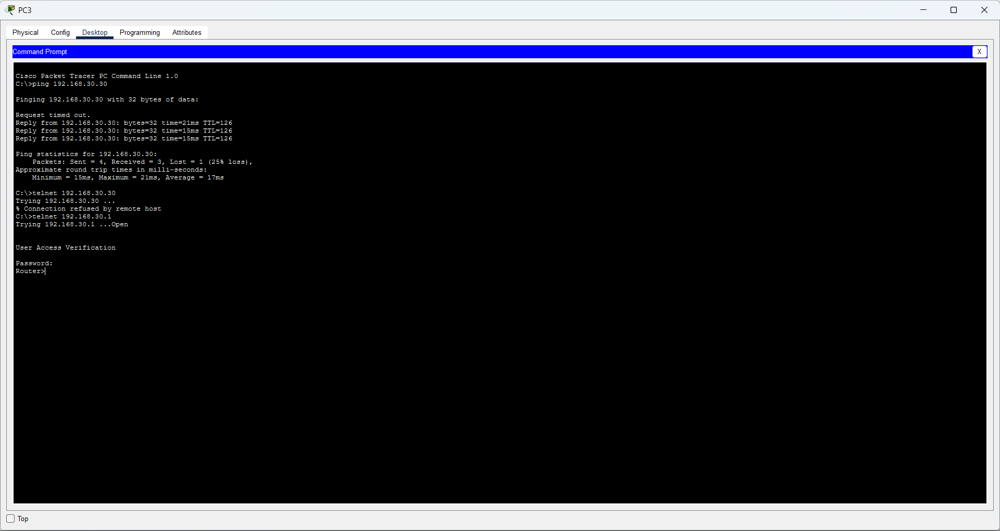 PC3
Physical Config Desktop Programming Attributes
Command Prompt X
Cisco Packet Tracer PC Command Line 1.0
C:\>ping 192.168.30.30
Pinging 192.168.30.30 with 32 bytes of data:
Request timed out.
Reply from 192.168.30.30: bytes=32 time=21ms TTL=126
Reply from 192.168.30.30: bytes=32 time=15ms TTL=126
Reply from 192.168.30.30: bytes=32 time=15ms TTL=126
Ping statistics for 192.168.30.30:
    Packets: Sent = 4, Received = 3, Lost = 1 (25% loss),
Approximate round trip times in milli-seconds:
    Minimum = 15ms, Maximum = 21ms, Average = 17ms
C:\>telnet 192.168.30.30
Trying 192.168.30.30 ...
% Connection refused by remote host
C:\>telnet 192.168.30.1
Trying 192.168.30.1 ...Open
User Access Verification
Password:
Router>
Top